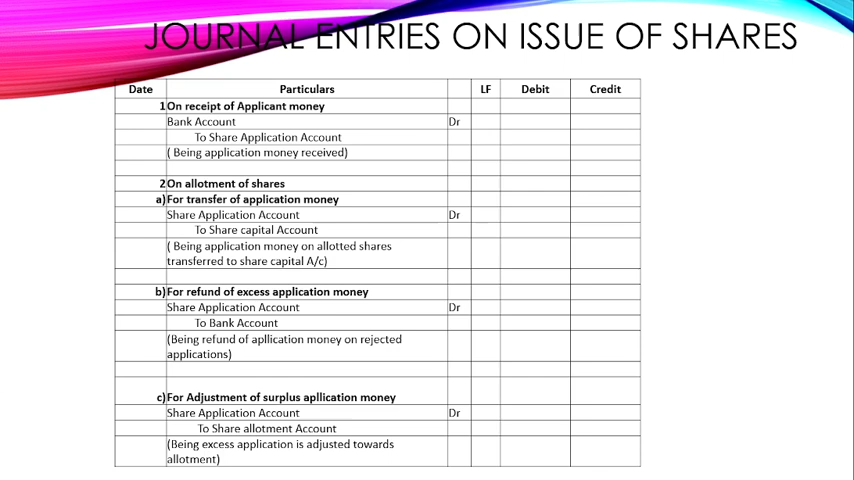 JOURNAL ENTRIES ON ISSUE OF SHARES
Date Particulars LF Debit Credit
1 On receipt of Applicant money
Bank Account Dr
To Share Application Account
( Being application money received)
2 On allotment of shares
a) For transfer of application money
Share Application Account Dr
To Share capital Account
( Being application money on allotted shares
transferred to share capital A/c)
b) For refund of excess application money
Share Application Account Dr
To Bank Account
(Being refund of apllication money on rejected
applications)
c) For Adjustment of surplus apllication money
Share Application Account Dr
To Share allotment Account
(Being excess application is adjusted towards
allotment)